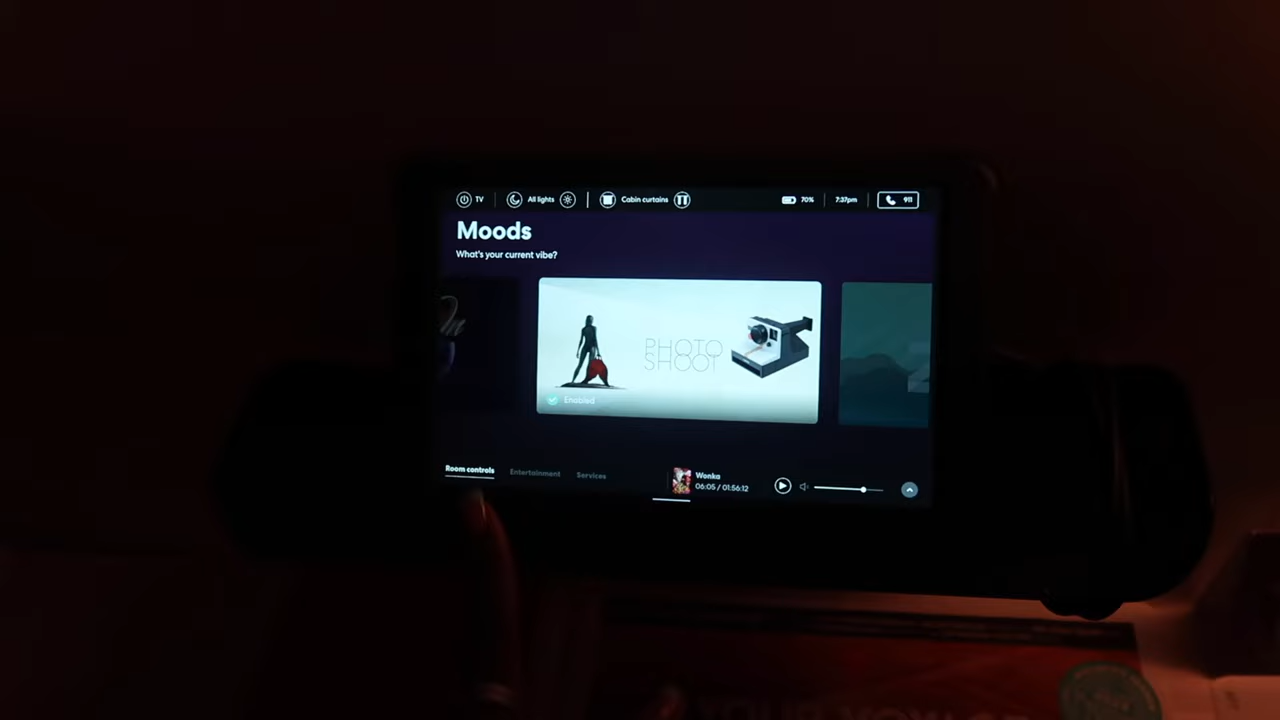 TV
All lights
Cabin curtains
70%
7:37pm
911
Moods
What's your current vibe?
PHOTO
SHOOT
Enabled
Room controls
Entertainment
Services
Wonka
06:05 / 01:56:12